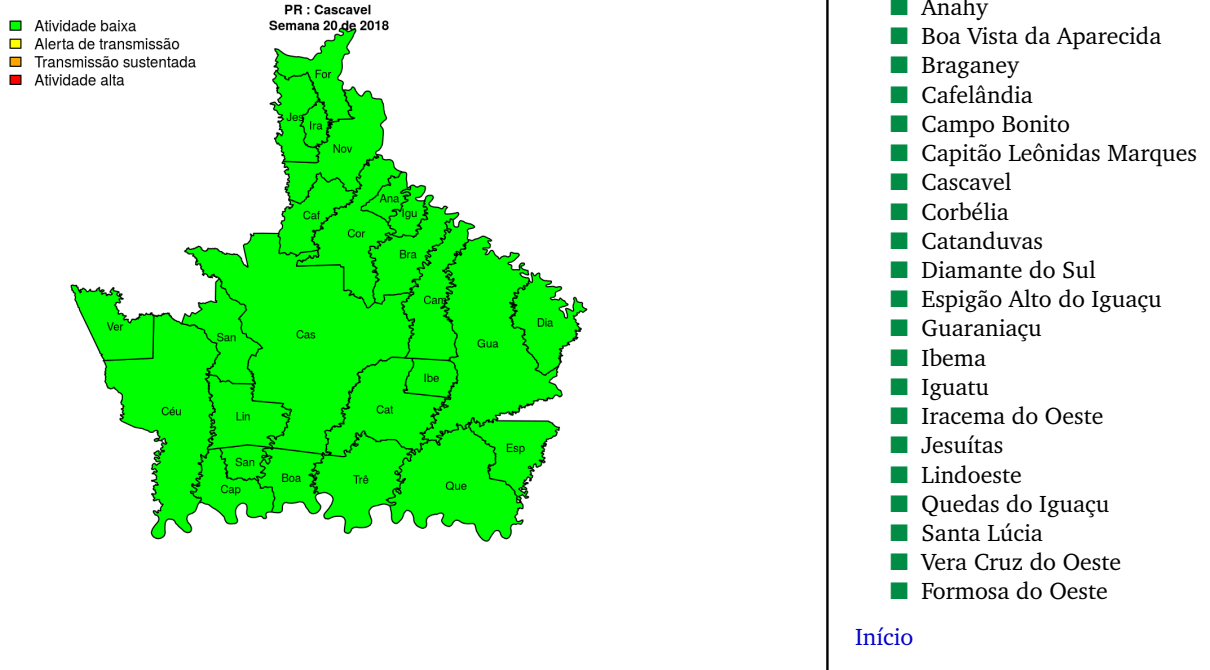 PR : Cascavel
Semana 20 de 2018
Atividade baixa
Alerta de transmissão
Transmissão sustentada
Atividade alta
For
Jes
Ira
Nov
Ana
Igu
Caf
Cor
Bra
Cam
Ver
San
Cas
Dia
Gua
Ibe
Céu
Lin
Cat
Esp
San
Cap
Boa
Trê
Que
Anahy
Boa Vista da Aparecida
Braganey
Cafelândia
Campo Bonito
Capitão Leônidas Marques
Cascavel
Corbélia
Catanduvas
Diamante do Sul
Espigão Alto do Iguaçu
Guaraniaçu
Ibema
Iguatu
Iracema do Oeste
Jesuítas
Lindoeste
Quedas do Iguaçu
Santa Lúcia
Vera Cruz do Oeste
Formosa do Oeste
Início